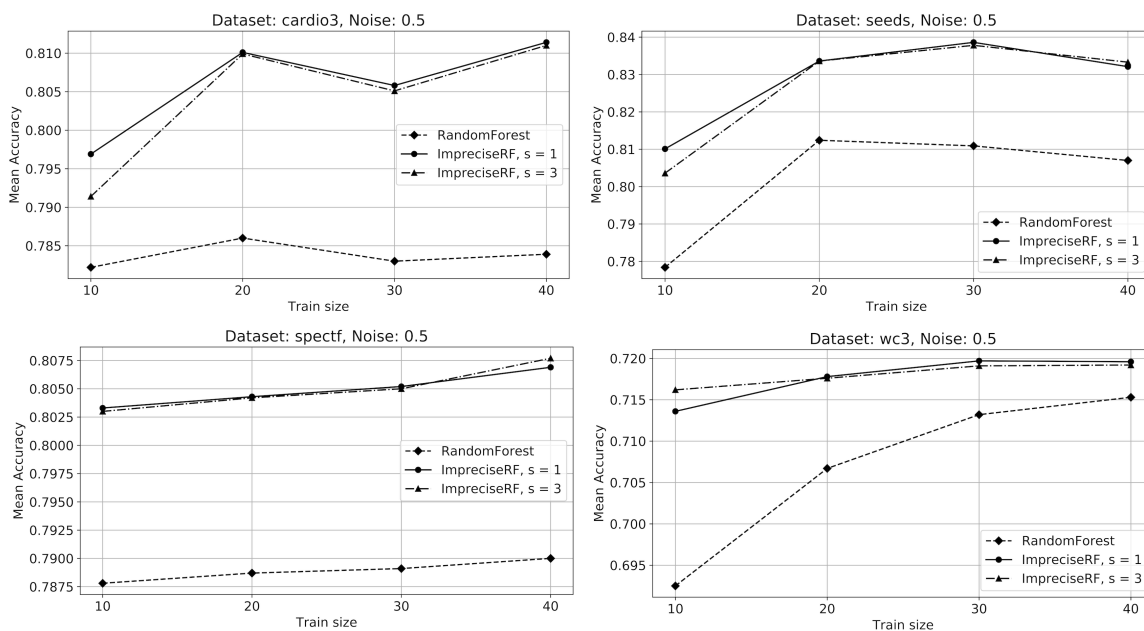 Dataset: cardio3, Noise: 0.5
Mean Accuracy
0.810
0.805
0.800
0.795
0.790
0.785
RandomForest
ImpreciseRF, s = 1
ImpreciseRF, s = 3
10 20 30 40
Train size
Dataset: seeds, Noise: 0.5
Mean Accuracy
0.84
0.83
0.82
0.81
0.80
0.79
0.78
RandomForest
ImpreciseRF, s = 1
ImpreciseRF, s = 3
10 20 30 40
Train size
Dataset: spectf, Noise: 0.5
Mean Accuracy
0.8075
0.8050
0.8025
0.8000
0.7975
0.7950
0.7925
0.7900
0.7875
RandomForest
ImpreciseRF, s = 1
ImpreciseRF, s = 3
10 20 30 40
Train size
Dataset: wc3, Noise: 0.5
Mean Accuracy
0.720
0.715
0.710
0.705
0.700
0.695
RandomForest
ImpreciseRF, s = 1
ImpreciseRF, s = 3
10 20 30 40
Train size